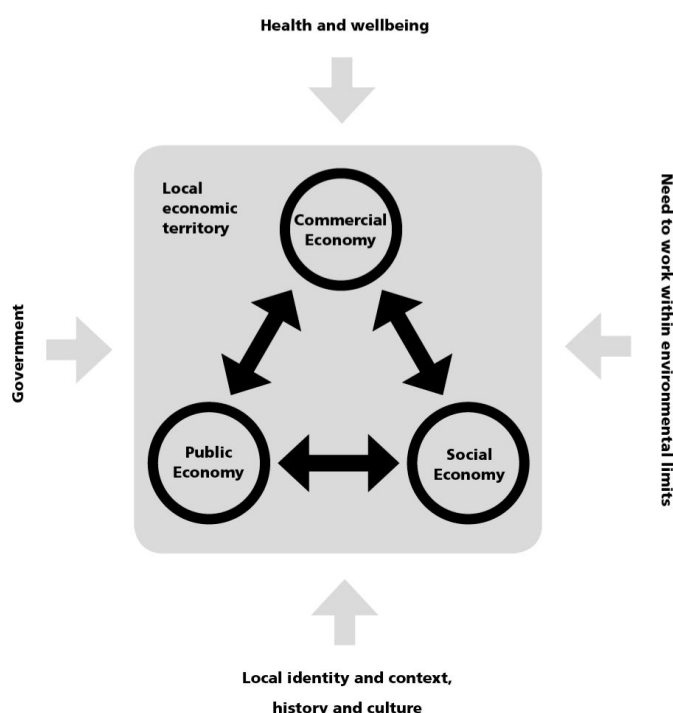 Health and wellbeing
Local
economic
territory
Commercial
Economy
Need to work within environmental limits
Government
Public
Economy
Social
Economy
Local identity and context,
history and culture